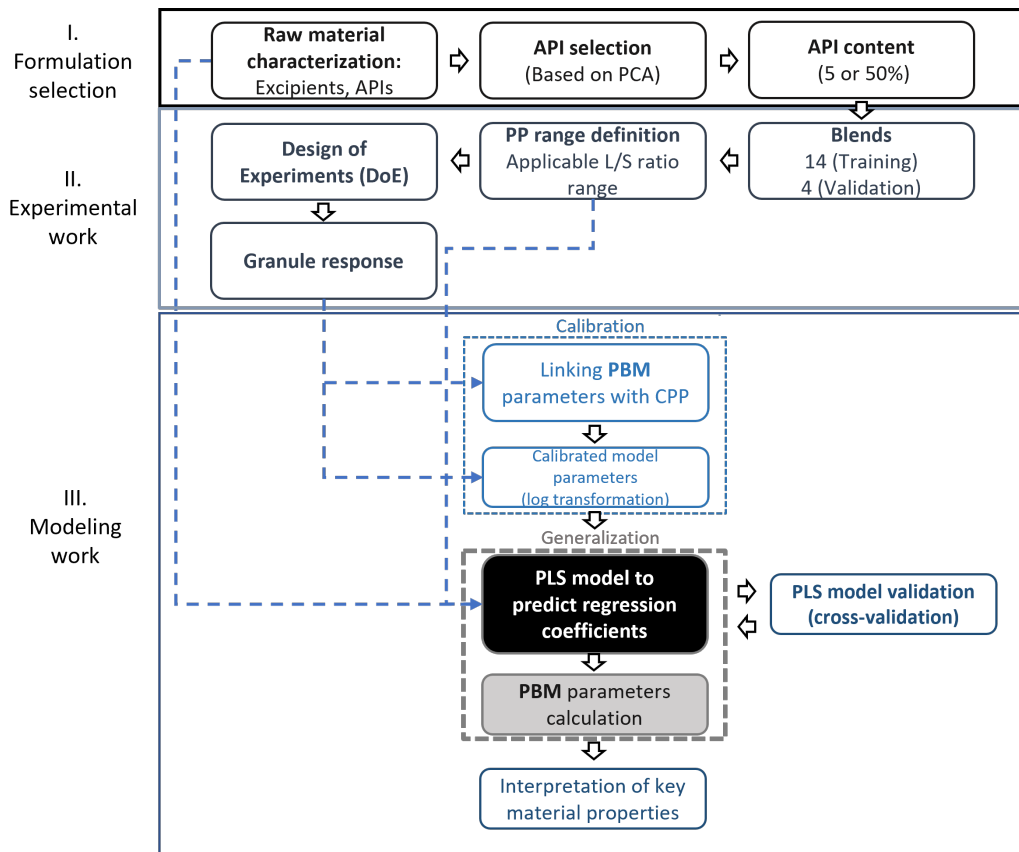 I.
Formulation
selection
Raw material
characterization:
Excipients, APIs
API selection
(Based on PCA)
API content
(5 or 50%)
II.
Experimental
work
Design of
Experiments (DoE)
PP range definition
Applicable L/S ratio
range
Blends
14 (Training)
4 (Validation)
Granule response
III.
Modeling
work
Calibration
Linking PBM
parameters with CPP
Calibrated model
parameters
(log transformation)
Generalization
PLS model to
predict regression
coefficients
PLS model validation
(cross-validation)
PBM parameters
calculation
Interpretation of key
material properties